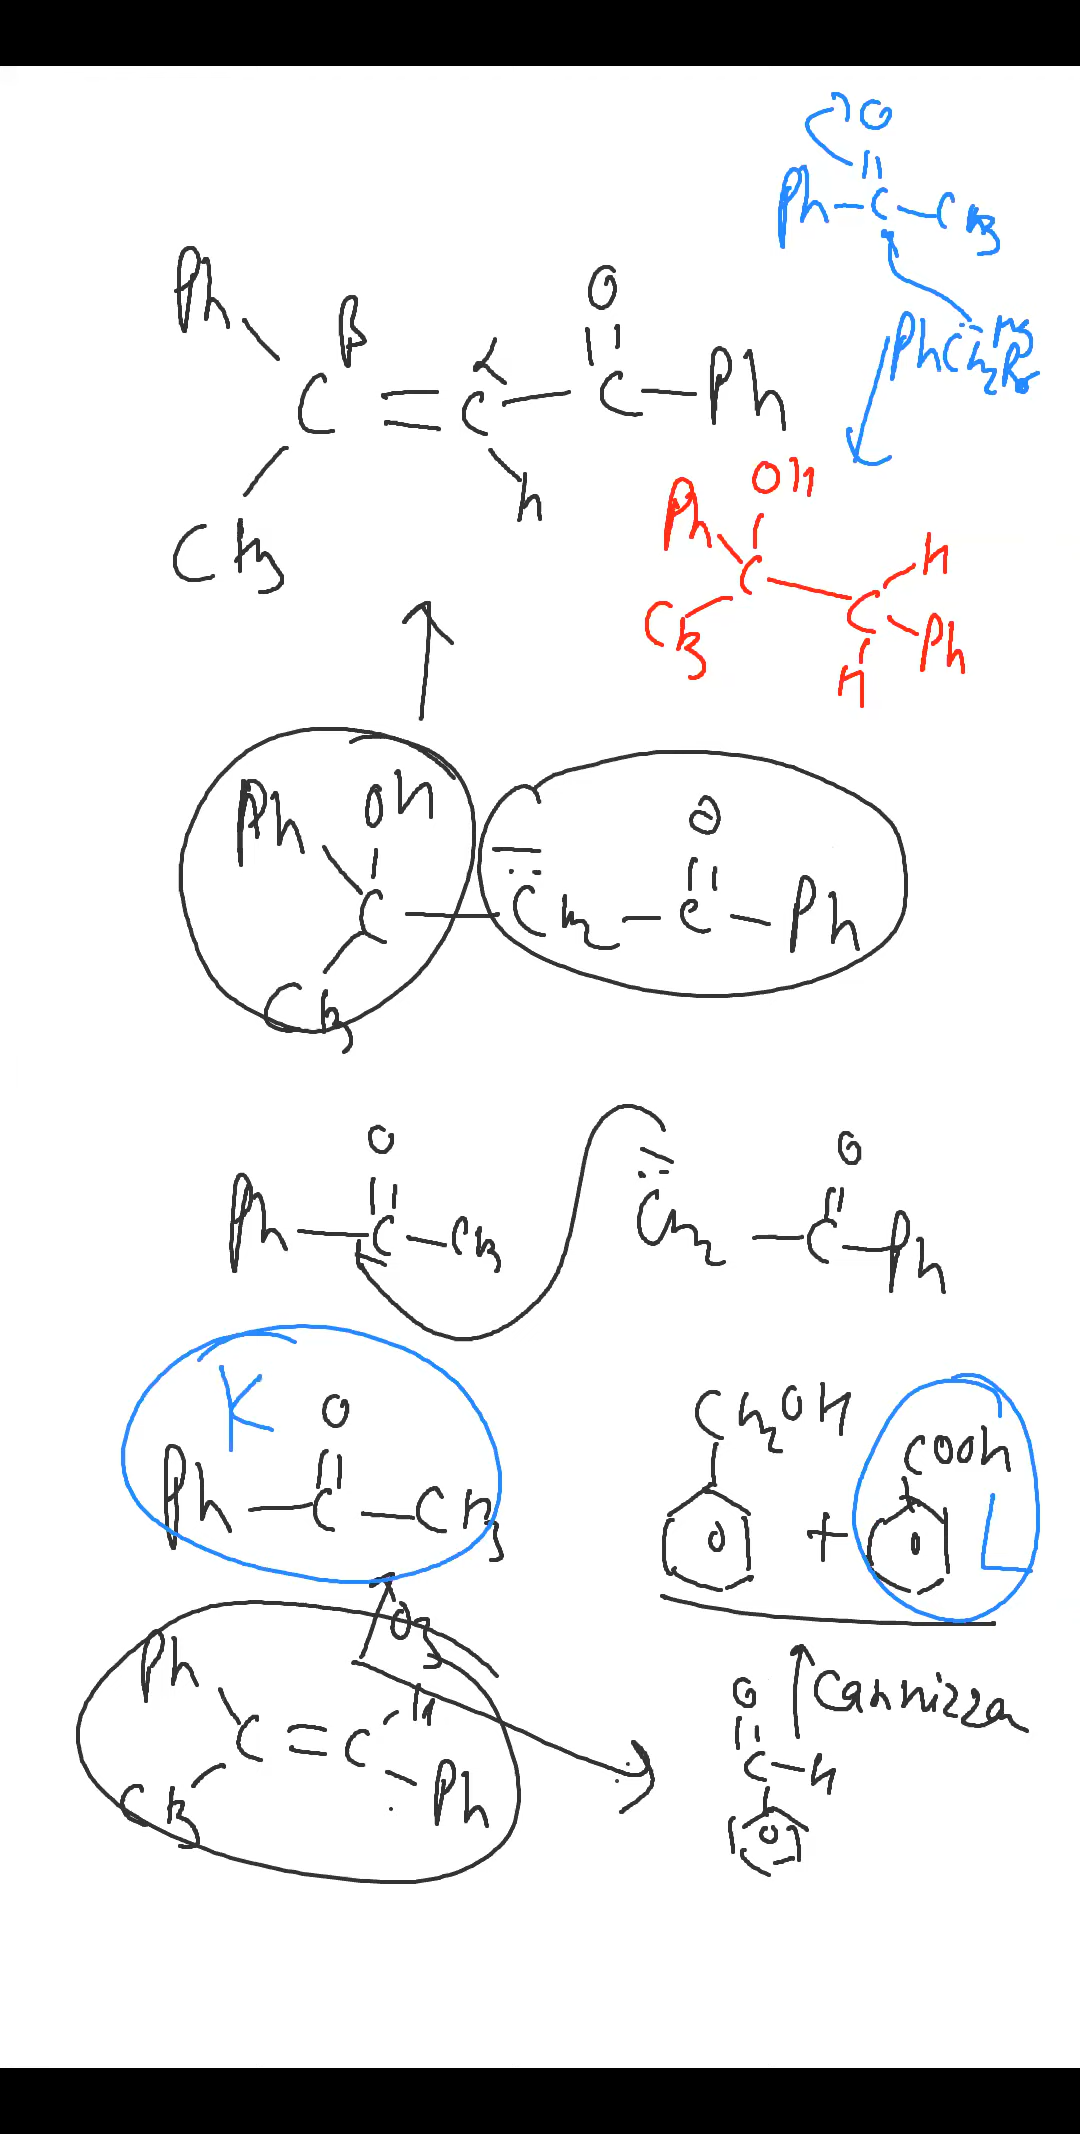 O
Ph-C-CH3
PhCH2MgBr
Ph β α O
C=C-C-Ph
CH3 H
OH
Ph C C H
CH3 H Ph
Ph OH O
C-CH2-C-Ph
CH3
O O
Ph-C-CH3 CH2-C-Ph
K O
Ph-C-CH3
CH2OH + COOH
L
O3
Ph C=C H
CH3 Ph
O
C-H
Cannizza